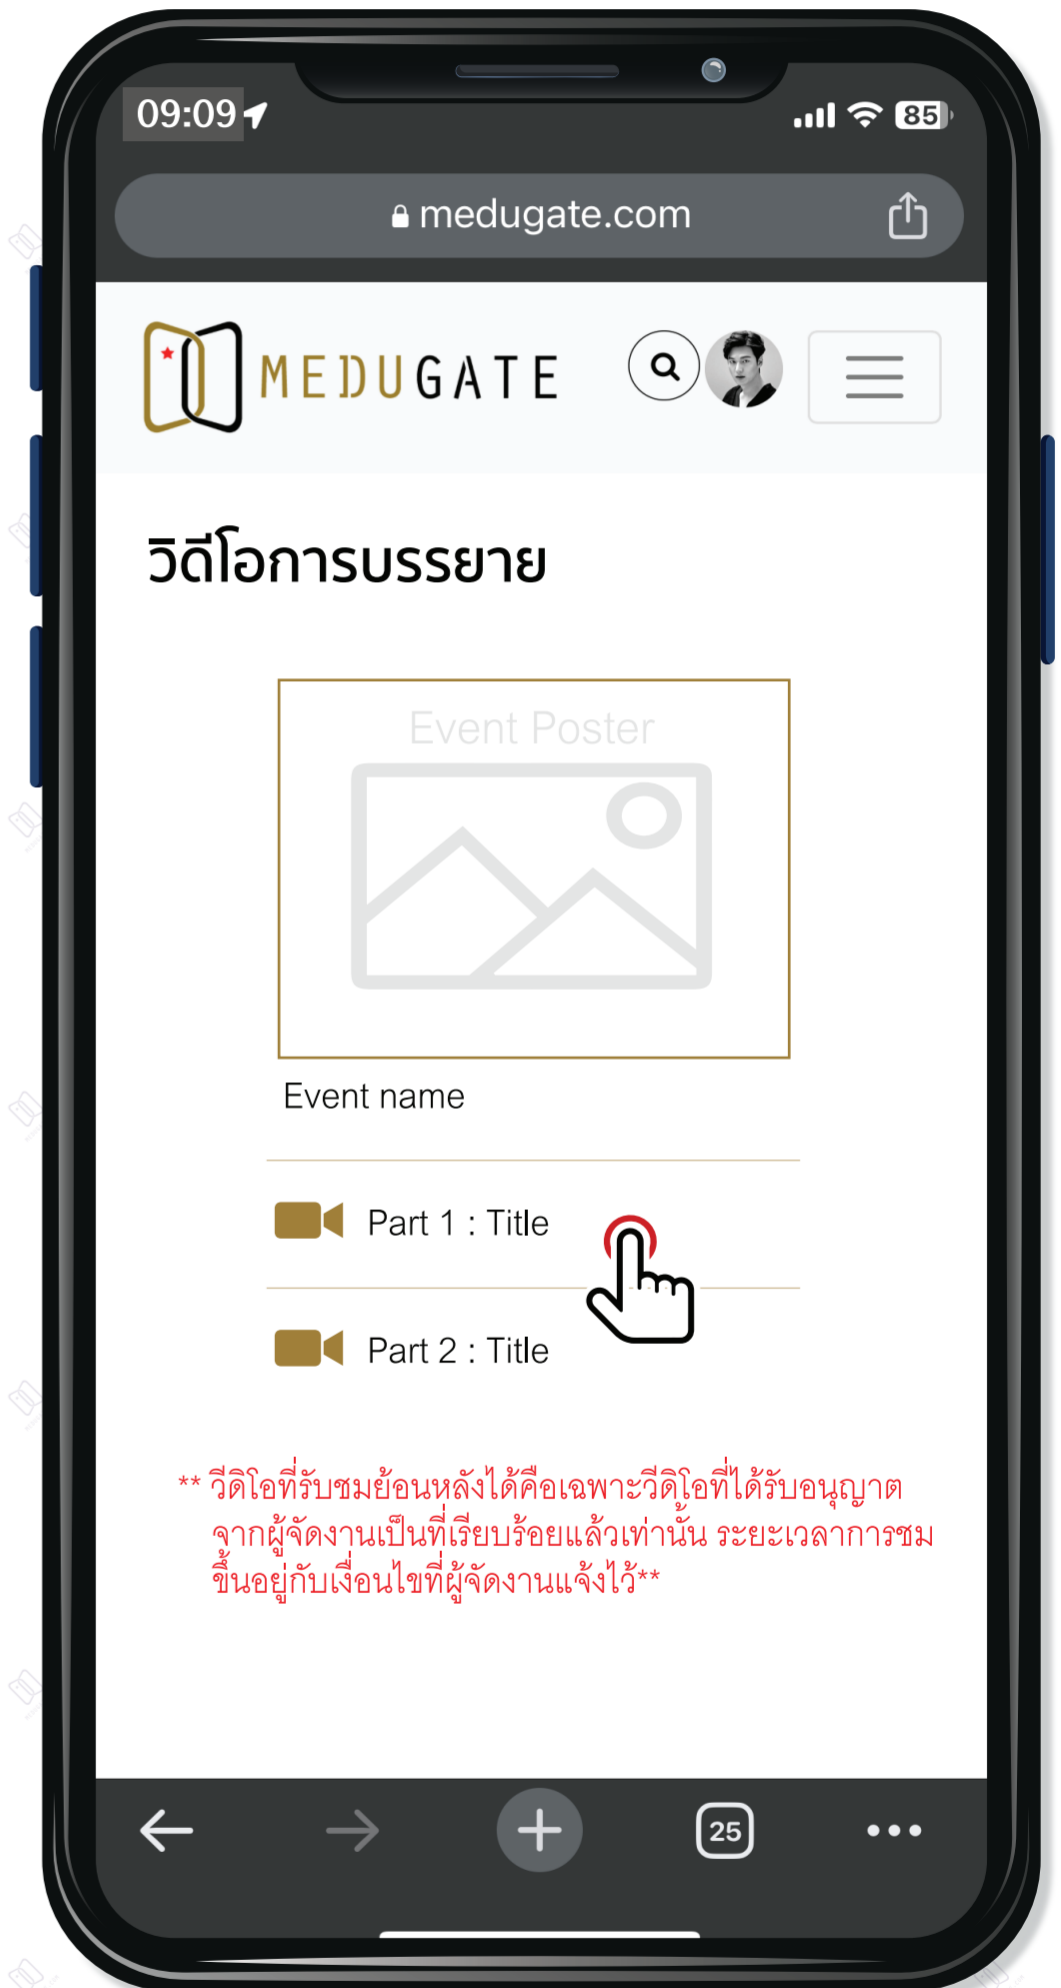 09:09
85
medugate.com
MEDUGATE
วิดีโอการบรรยาย
Event Poster
Event name
Part 1 : Title
Part 2 : Title
** วีดิโอที่รับชมย้อนหลังได้คือเฉพาะวีดิโอที่ได้รับอนุญาต
จากผู้จัดงานเป็นที่เรียบร้อยแล้วเท่านั้น ระยะเวลาการชม
ขึ้นอยู่กับเงื่อนไขที่ผู้จัดงานแจ้งไว้**
25